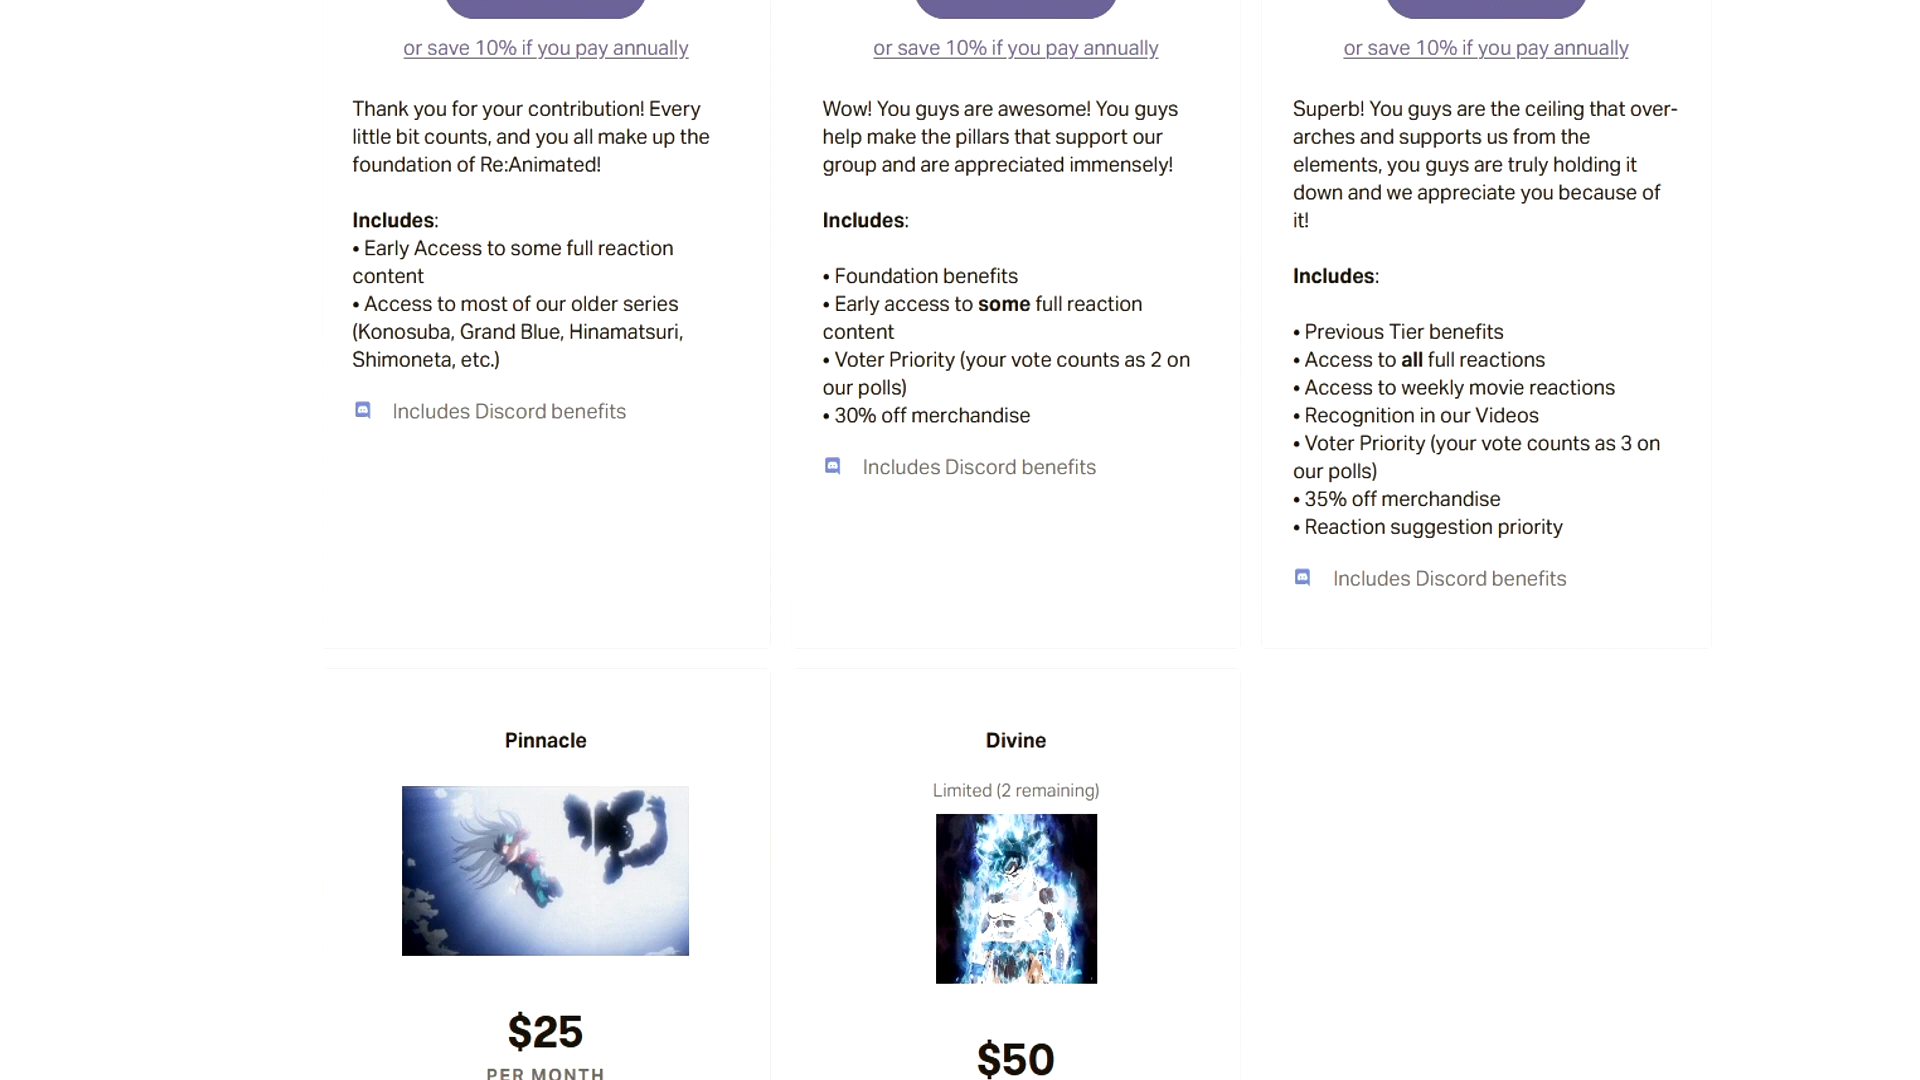 or save 10% if you pay annually
Thank you for your contribution! Every
little bit counts, and you all make up the
foundation of Re:Animated!
Includes:
• Early Access to some full reaction
content
• Access to most of our older series
(Konosuba, Grand Blue, Hinamatsuri,
Shimoneta, etc.)
Includes Discord benefits
or save 10% if you pay annually
Wow! You guys are awesome! You guys
help make the pillars that support our
group and are appreciated immensely!
Includes:
• Foundation benefits
• Early access to some full reaction
content
• Voter Priority (your vote counts as 2 on
our polls)
• 30% off merchandise
Includes Discord benefits
or save 10% if you pay annually
Superb! You guys are the ceiling that over-
arches and supports us from the
elements, you guys are truly holding it
down and we appreciate you because of
it!
Includes:
• Previous Tier benefits
• Access to all full reactions
• Access to weekly movie reactions
• Recognition in our Videos
• Voter Priority (your vote counts as 3 on
our polls)
• 35% off merchandise
• Reaction suggestion priority
Includes Discord benefits
Pinnacle
$25
PER MONTH
Divine
Limited (2 remaining)
$50